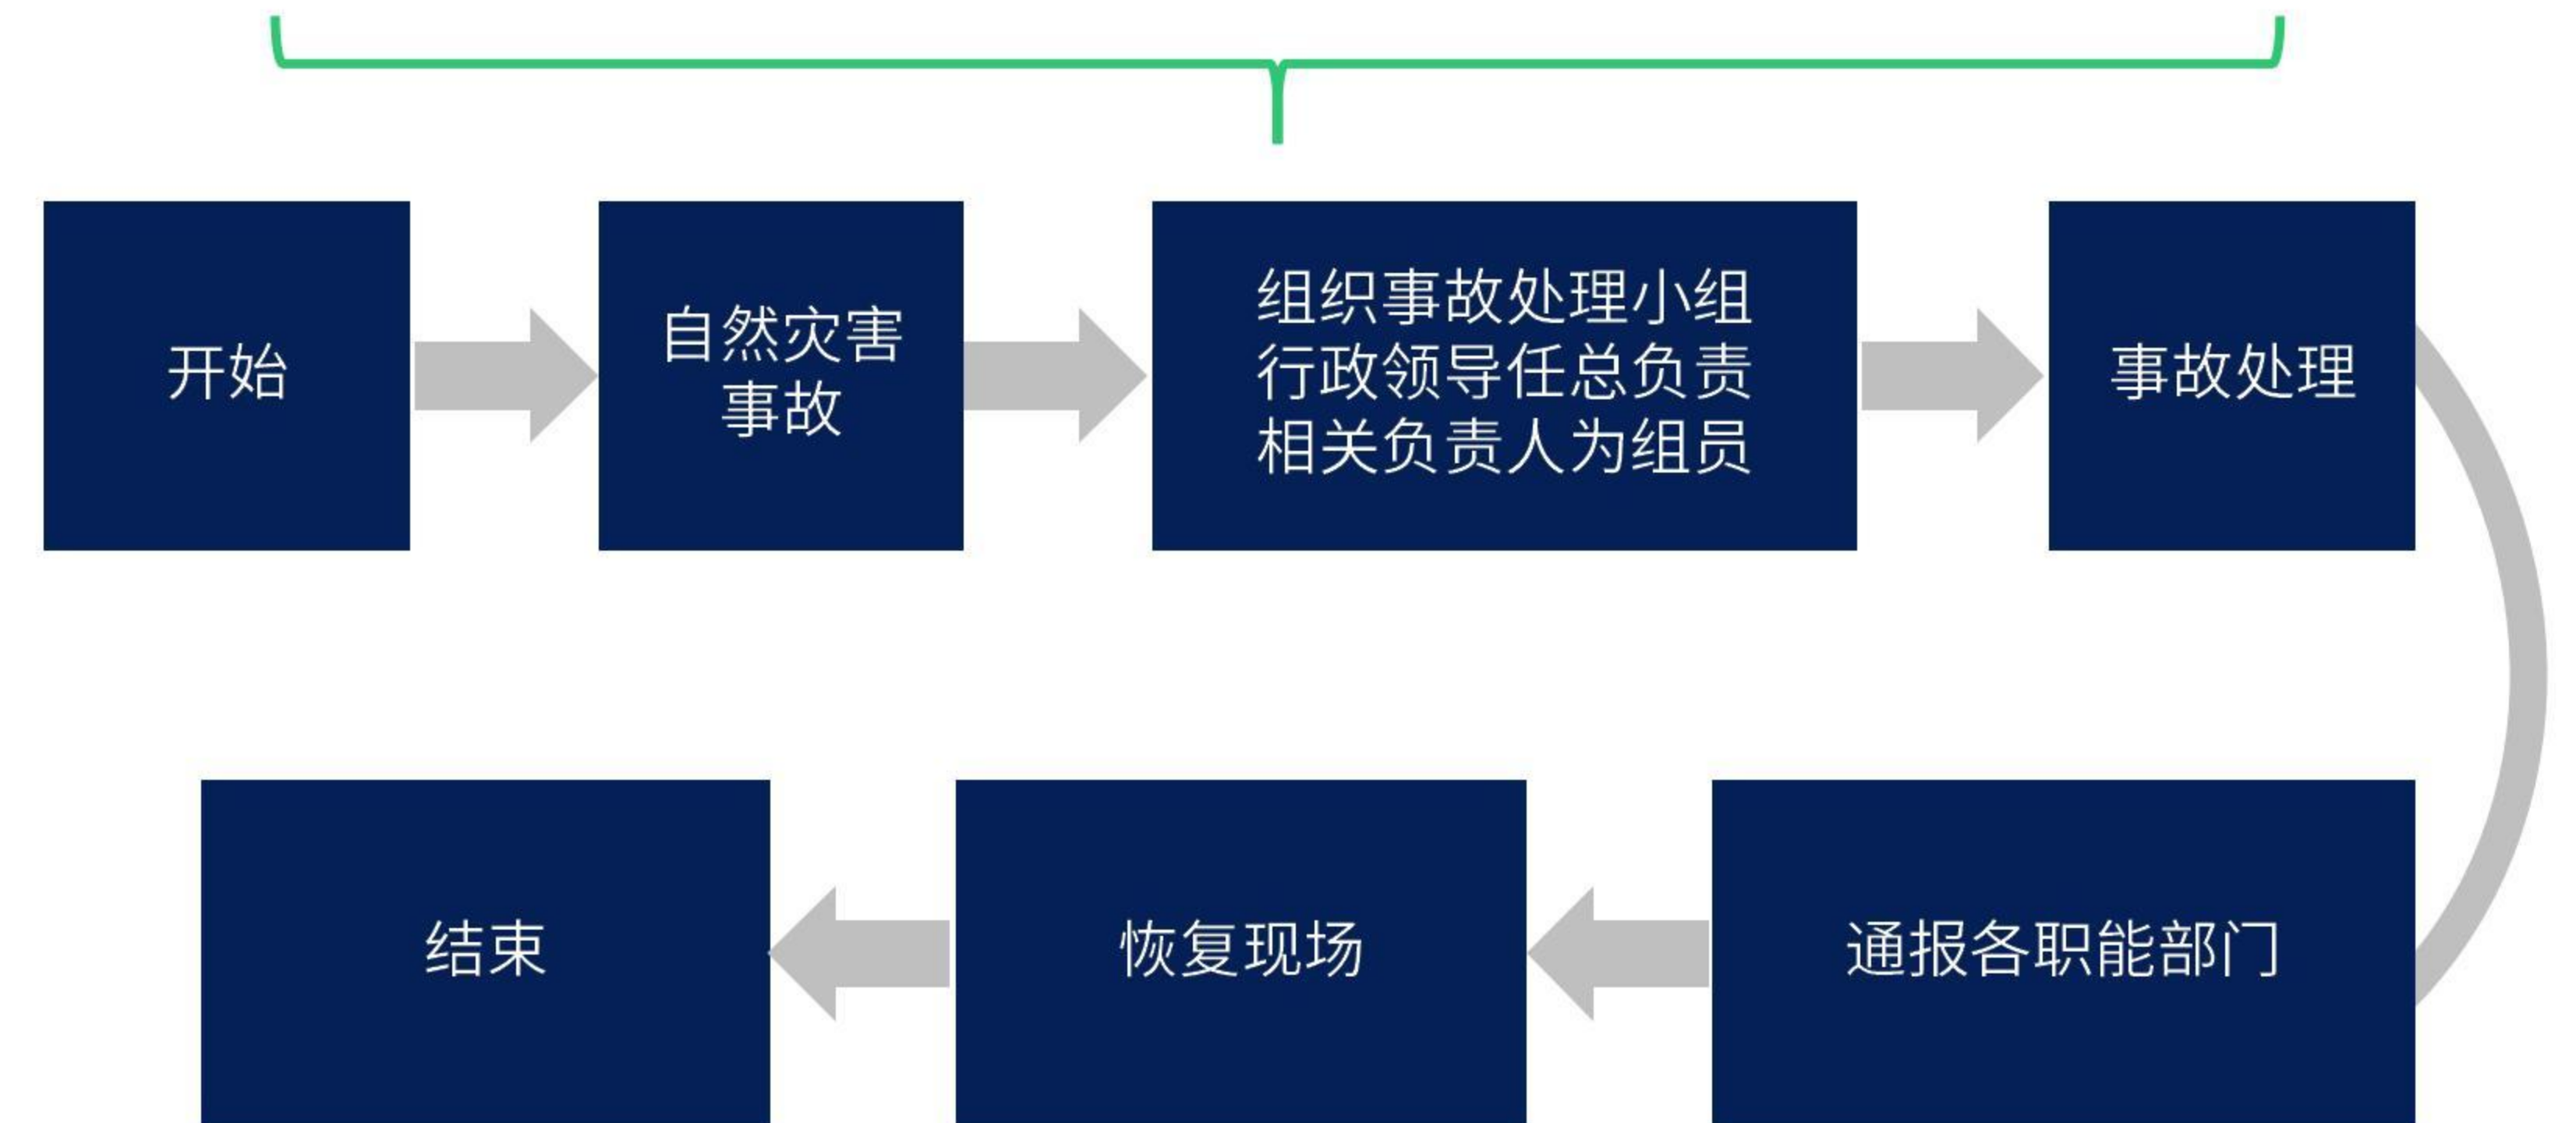 开始
自然灾害
事故
组织事故处理小组
行政领导任总负责
相关负责人为组员
事故处理
通报各职能部门
恢复现场
结束